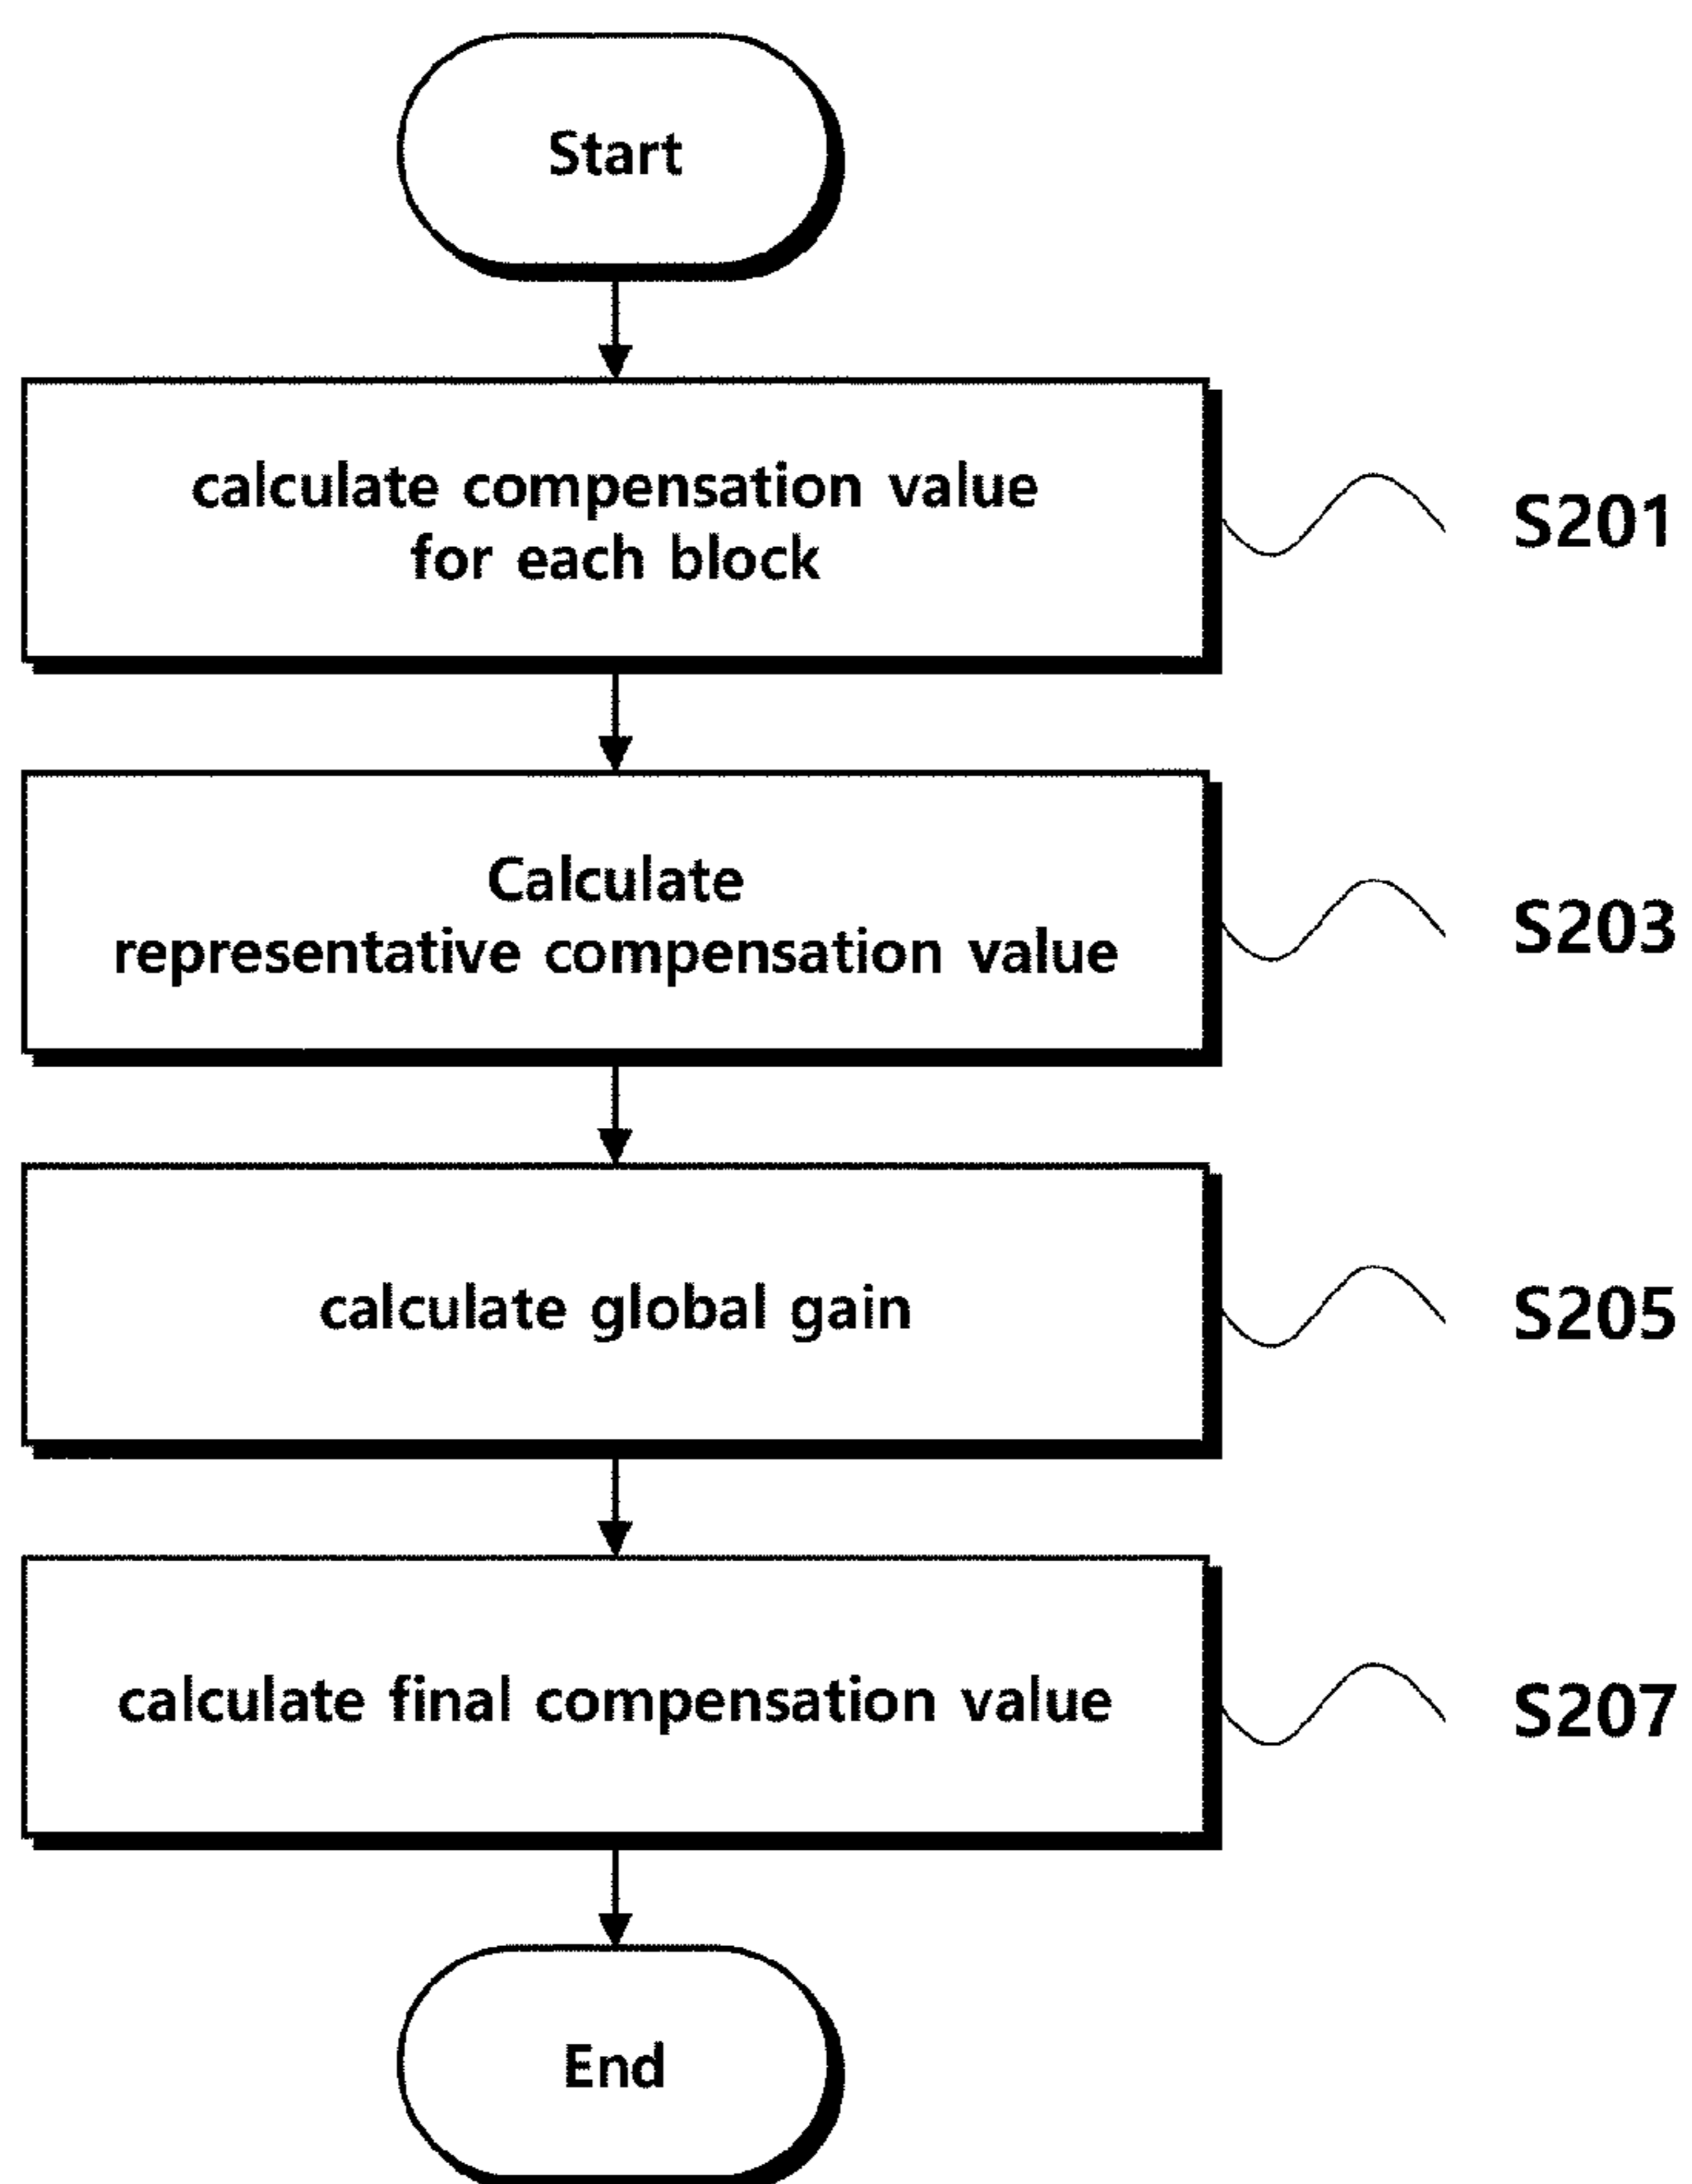 Start
calculate compensation value
for each block
S201
Calculate
representative compensation value
S203
calculate global gain
S205
calculate final compensation value
S207
End